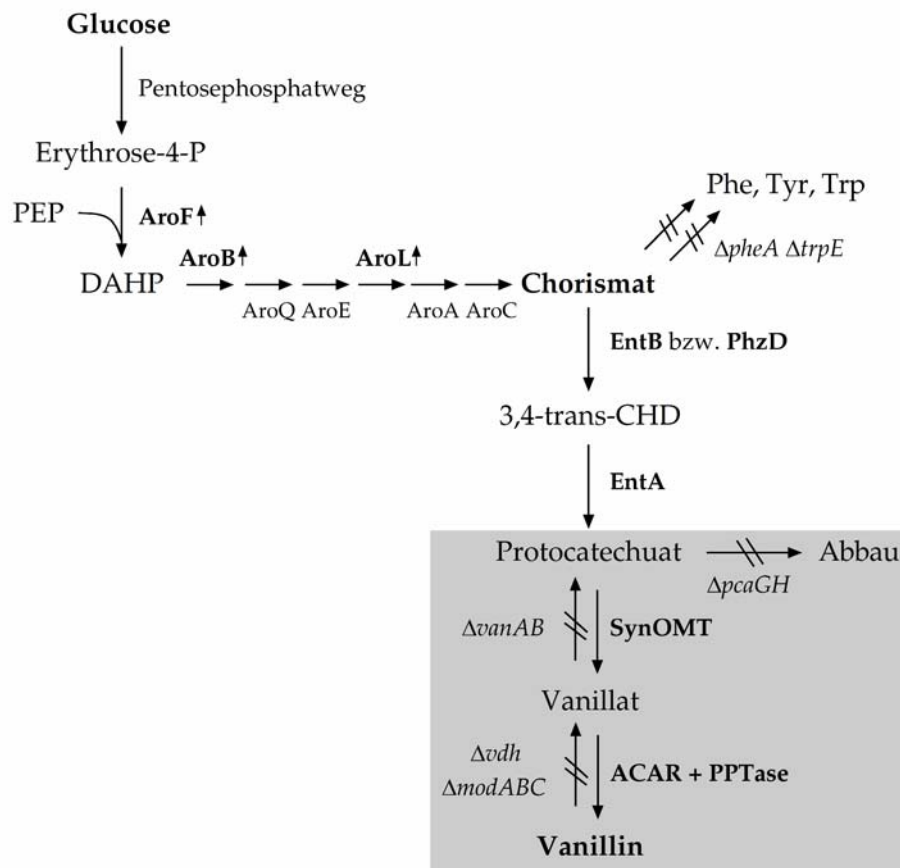 Glucose
Pentosephosphatweg
Erythrose-4-P
Phe, Tyr, Trp
PEP
AroF
ΔpheA ΔtrpE
AroB
AroL
DAHP
Chorismat
AroQ AroE
AroA AroC
EntB bzw. PhzD
3,4-trans-CHD
EntA
Protocatechuat
Abbau
ΔpcaGH
ΔvanAB
SynOMT
Vanillat
Δvdh
ΔmodABC
ACAR + PPTase
Vanillin